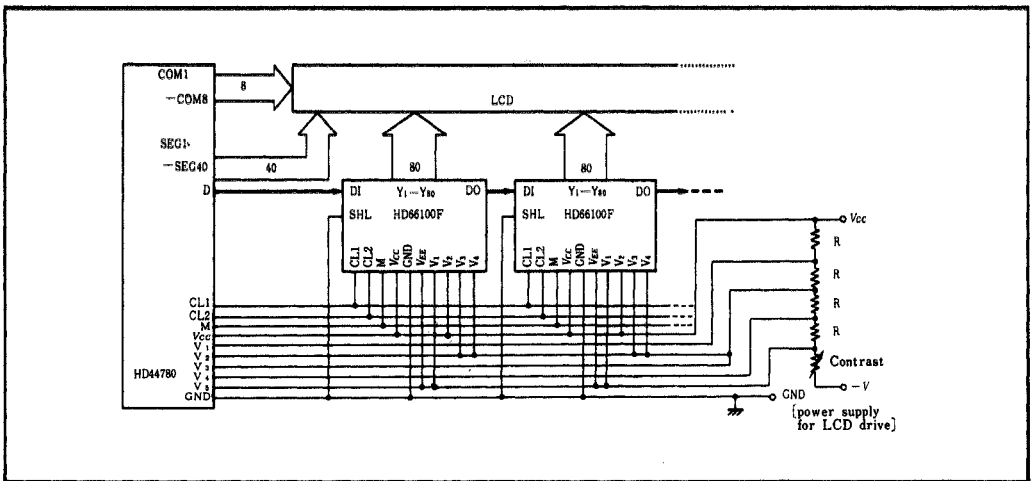 COM1
8
—COM8
LCD
SEG1
—SEG40
40
80
80
D
DI Y1—Y80 DO
DI Y1—Y80 DO
SHL HD66100F
SHL HD66100F
Vcc
R
CL1 CL2 M VCC GND VEE V1 V2 V3 V4
CL1 CL2 M VCC GND VEE V1 V2 V3 V4
R
R
R
CL1
CL2
M
Vcc
V1
V2
V3
V4
V5
HD44780
GND
Contrast
—V
GND
[power supply
for LCD drive]